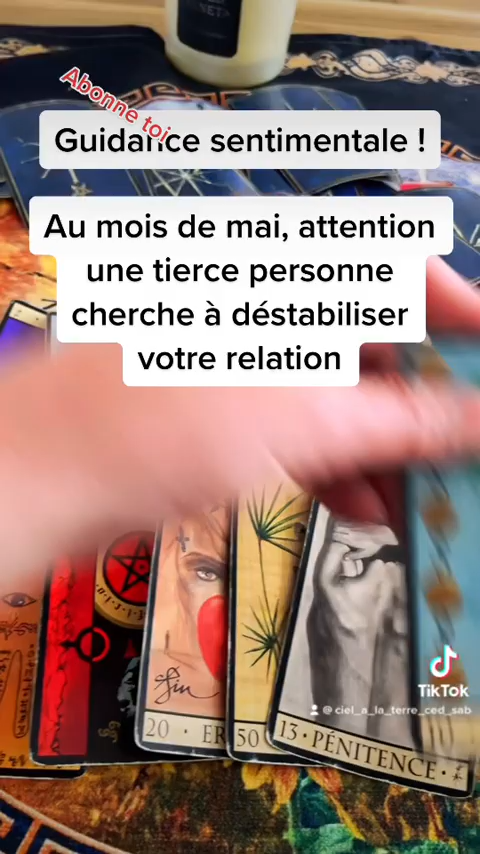 Abonne toi
Guidance sentimentale !
Au mois de mai, attention
une tierce personne
cherche à déstabiliser
votre relation
20 · ER
50
13 · PÉNITENCE ·
TikTok
@ciel_a_la_terre_ced_sab